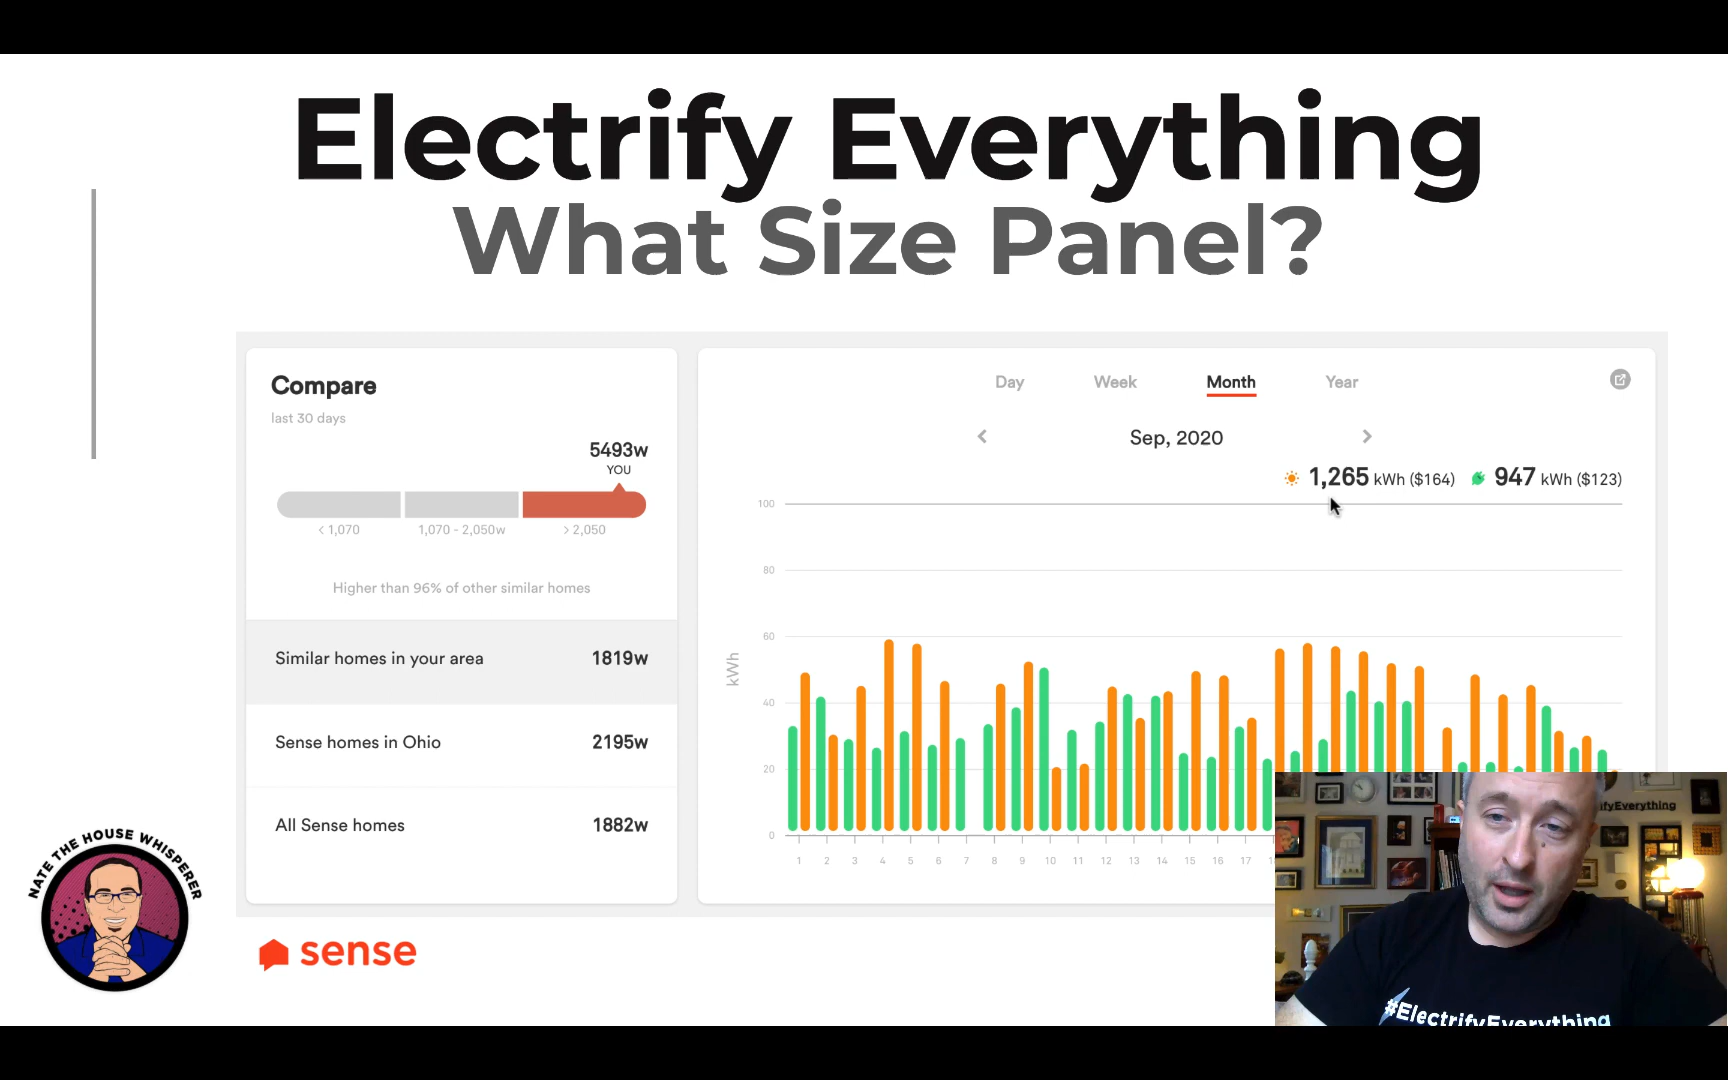 Electrify Everything
What Size Panel?
Compare
last 30 days
5493w
YOU
< 1,070
1,070 - 2,050w
> 2,050
Higher than 96% of other similar homes
Similar homes in your area 1819w
Sense homes in Ohio 2195w
All Sense homes 1882w
Day Week Month Year
< Sep, 2020 >
1,265 kWh ($164) 947 kWh ($123)
100
80
60
40
20
0
kWh
1 2 3 4 5 6 7 8 9 10 11 12 13 14 15 16 17
NATE THE HOUSE WHISPERER
sense
ifyEverything
#ElectrifyEverything